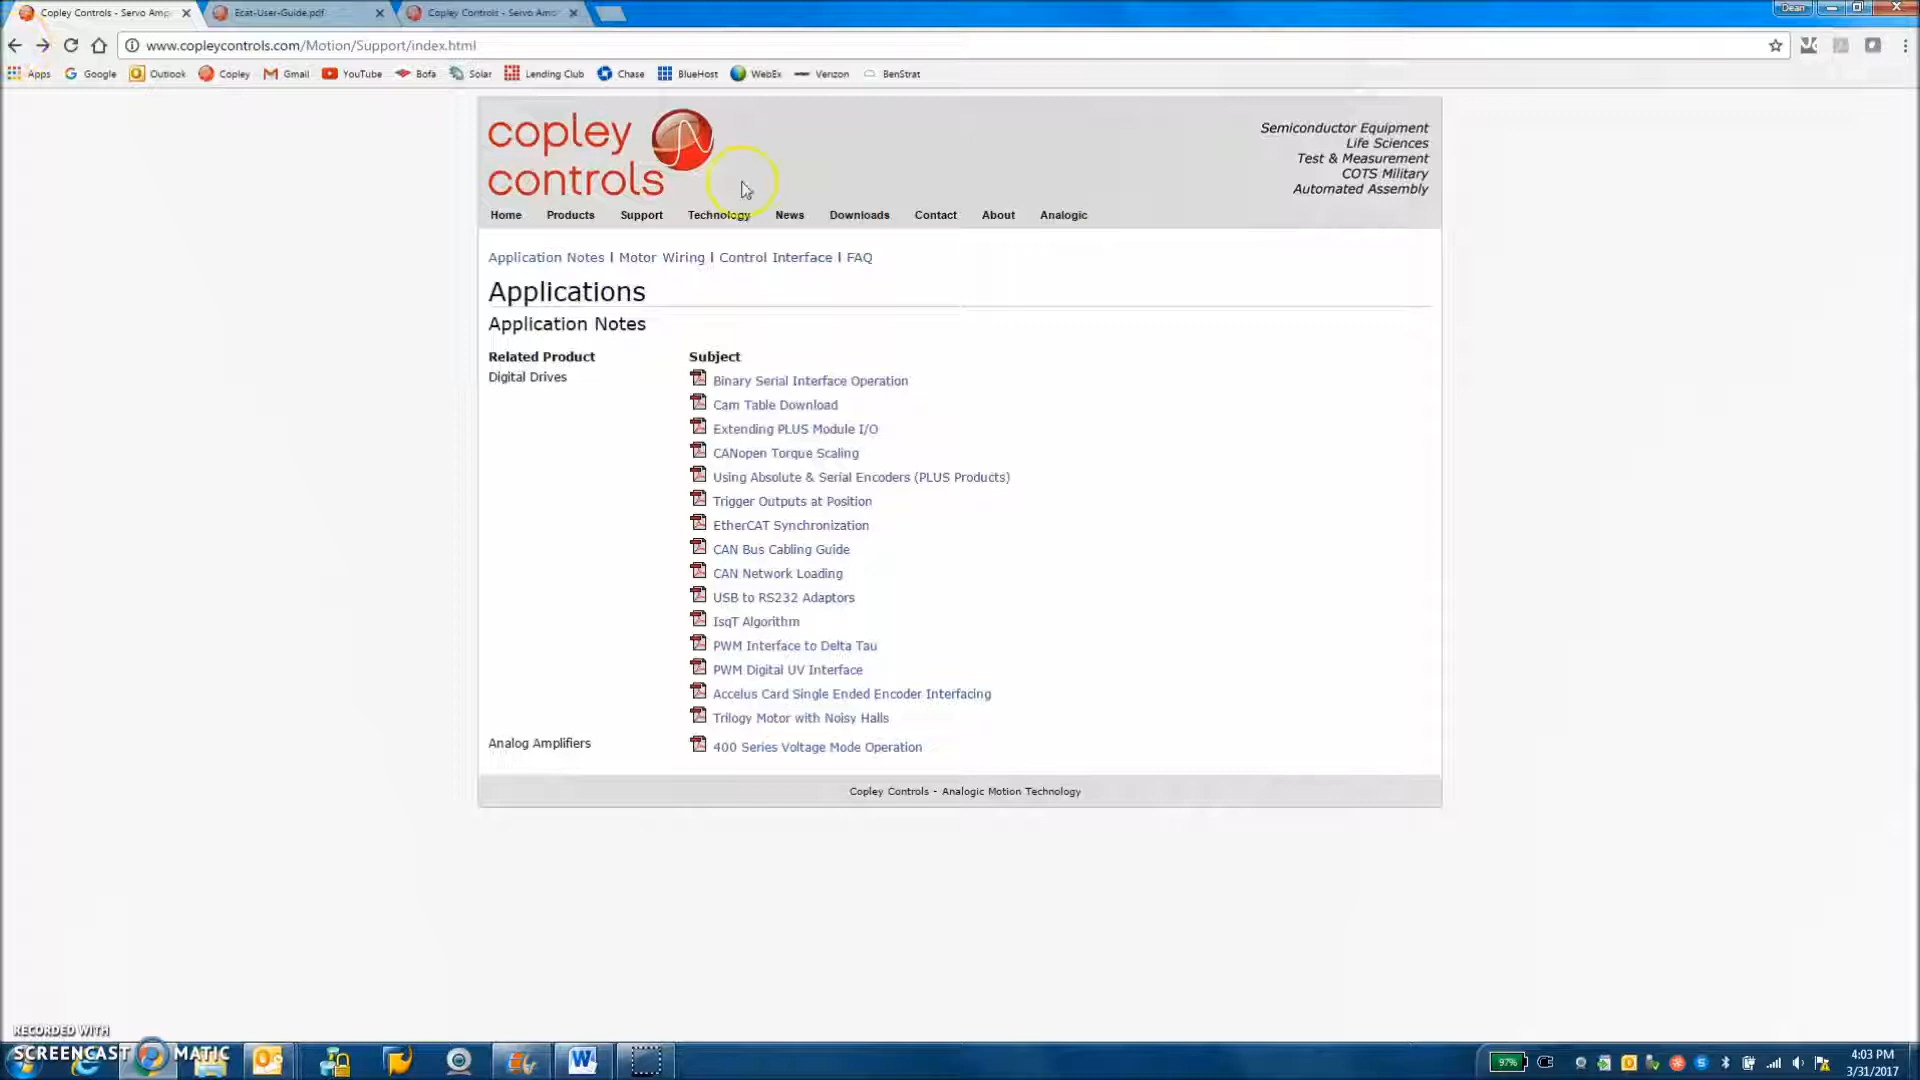 Copley Controls - Servo Amp
Ecat-User-Guide.pdf
Copley Controls - Servo Am
Dean
www.copleycontrols.com/Motion/Support/index.html
Apps Google Outlook Copley Gmail YouTube Bofa Solar Lending Club Chase BlueHost WebEx Verizon BenStrat
copley
controls
Semiconductor Equipment
Life Sciences
Test & Measurement
COTS Military
Automated Assembly
Home Products Support Technology News Downloads Contact About Analogic
Application Notes | Motor Wiring | Control Interface | FAQ
Applications
Application Notes
Related Product Subject
Digital Drives
Binary Serial Interface Operation
Cam Table Download
Extending PLUS Module I/O
CANopen Torque Scaling
Using Absolute & Serial Encoders (PLUS Products)
Trigger Outputs at Position
EtherCAT Synchronization
CAN Bus Cabling Guide
CAN Network Loading
USB to RS232 Adaptors
IsqT Algorithm
PWM Interface to Delta Tau
PWM Digital UV Interface
Accelus Card Single Ended Encoder Interfacing
Trilogy Motor with Noisy Halls
Analog Amplifiers 400 Series Voltage Mode Operation
Copley Controls - Analogic Motion Technology
RECORDED WITH
SCREENCAST MATIC
97%
4:03 PM
3/31/2017